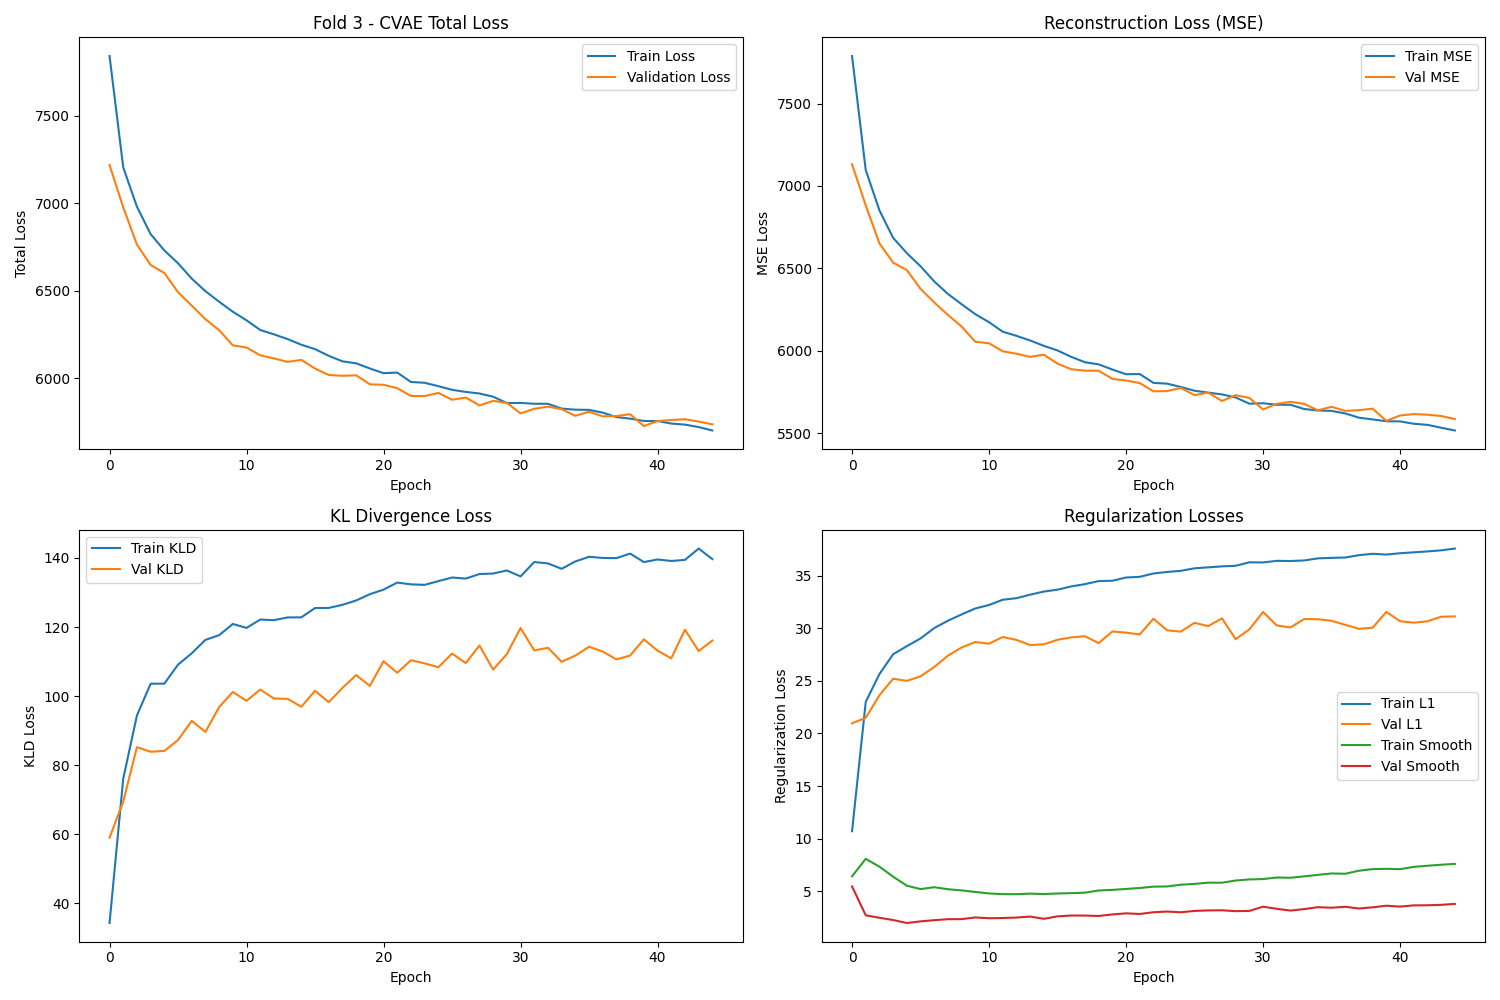 Fold 3 - CVAE Total Loss
Train Loss
Validation Loss
7500
7000
6500
6000
Total Loss
0 10 20 30 40
Epoch
Reconstruction Loss (MSE)
Train MSE
Val MSE
7500
7000
6500
6000
5500
MSE Loss
0 10 20 30 40
Epoch
KL Divergence Loss
Train KLD
Val KLD
140
120
100
80
60
40
KLD Loss
0 10 20 30 40
Epoch
Regularization Losses
35
30
25
20
15
10
5
Regularization Loss
Train L1
Val L1
Train Smooth
Val Smooth
0 10 20 30 40
Epoch